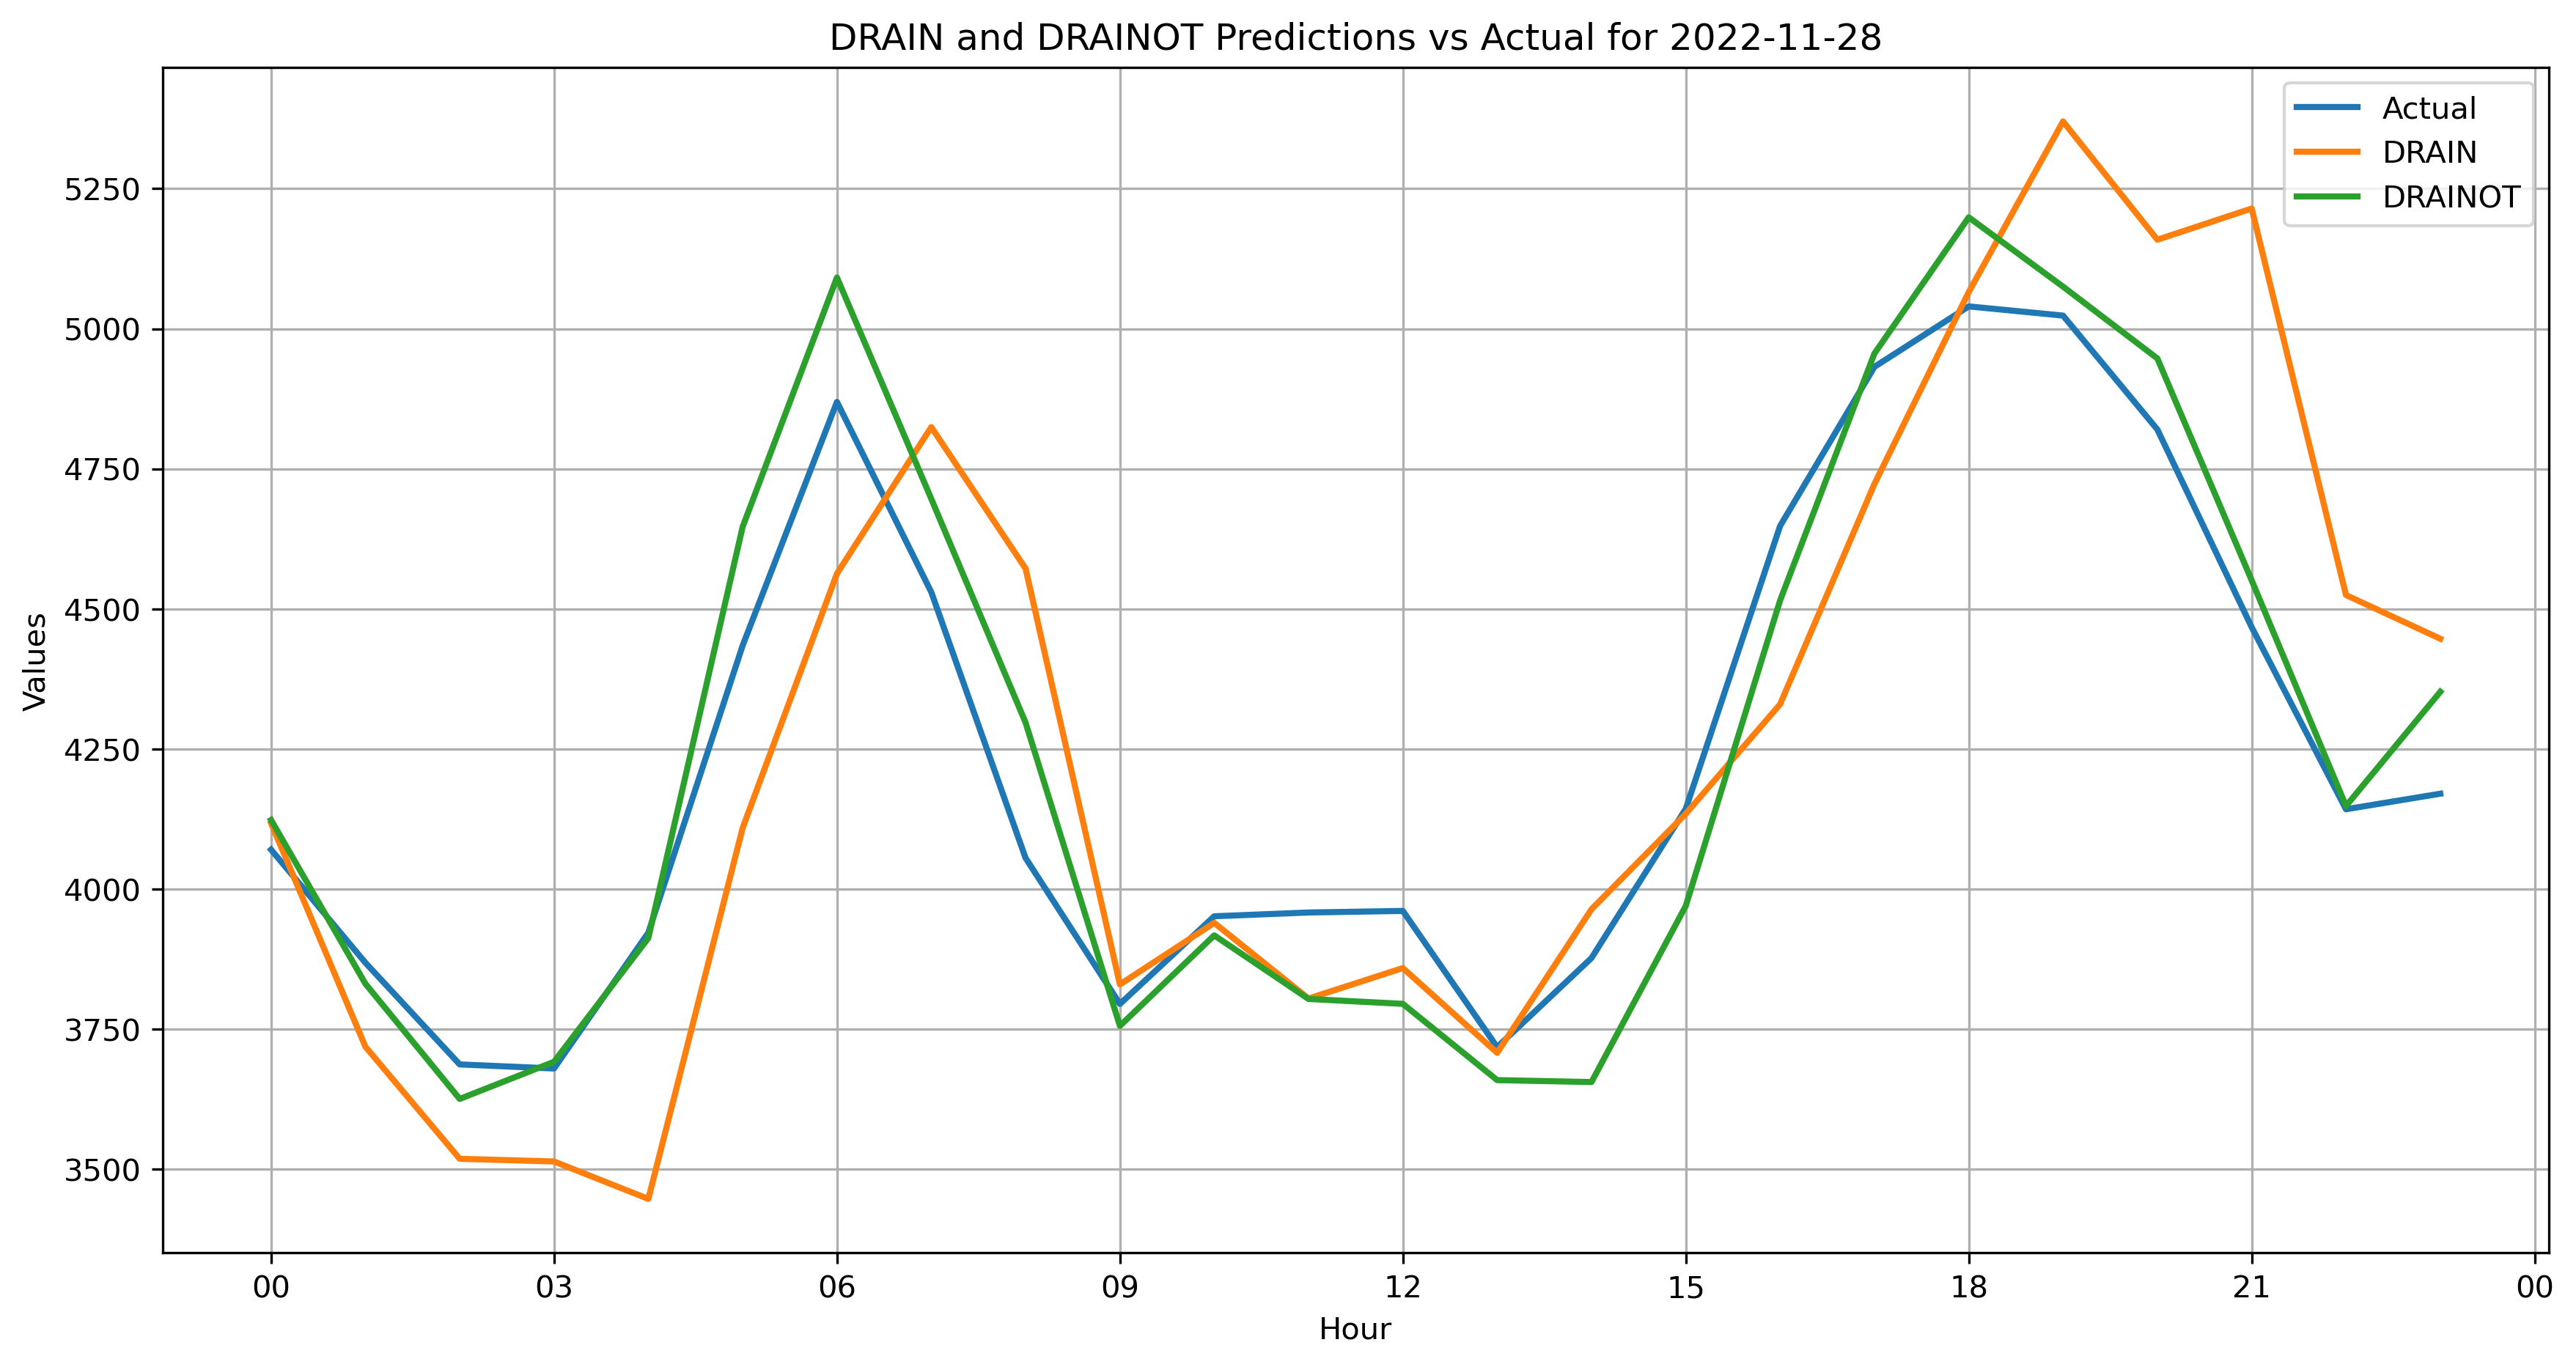 DRAIN and DRAINOT Predictions vs Actual for 2022-11-28
Actual
DRAIN
DRAINOT
5250
5000
4750
4500
4250
4000
3750
3500
Values
00 03 06 09 12 15 18 21 00
Hour